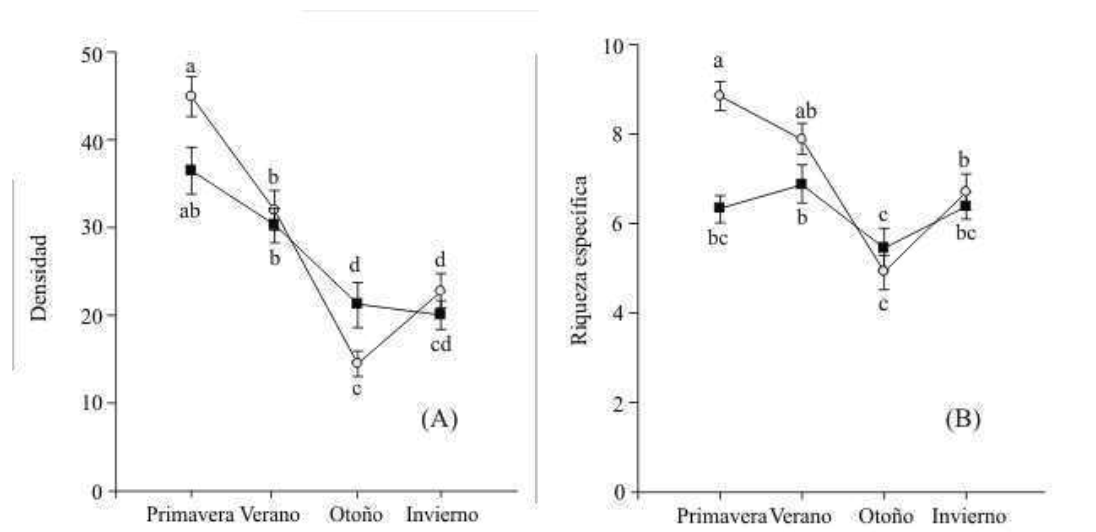 50
40
30
20
10
0
Densidad
a
ab
b
b
d
c
d
cd
(A)
Primavera Verano Otoño Invierno
10
8
6
4
2
0
Riqueza específica
a
bc
ab
b
c
c
b
bc
(B)
Primavera Verano Otoño Invierno